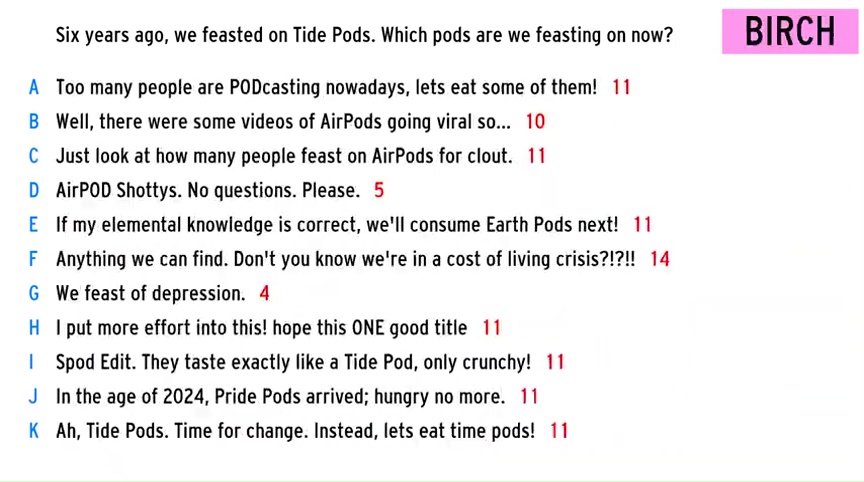 Six years ago, we feasted on Tide Pods. Which pods are we feasting on now?
BIRCH
A Too many people are PODcasting nowadays, lets eat some of them! 11
B Well, there were some videos of AirPods going viral so... 10
C Just look at how many people feast on AirPods for clout. 11
D AirPOD Shottys. No questions. Please. 5
E If my elemental knowledge is correct, we'll consume Earth Pods next! 11
F Anything we can find. Don't you know we're in a cost of living crisis?!?!! 14
G We feast of depression. 4
H I put more effort into this! hope this ONE good title 11
I Spod Edit. They taste exactly like a Tide Pod, only crunchy! 11
J In the age of 2024, Pride Pods arrived; hungry no more. 11
K Ah, Tide Pods. Time for change. Instead, lets eat time pods! 11